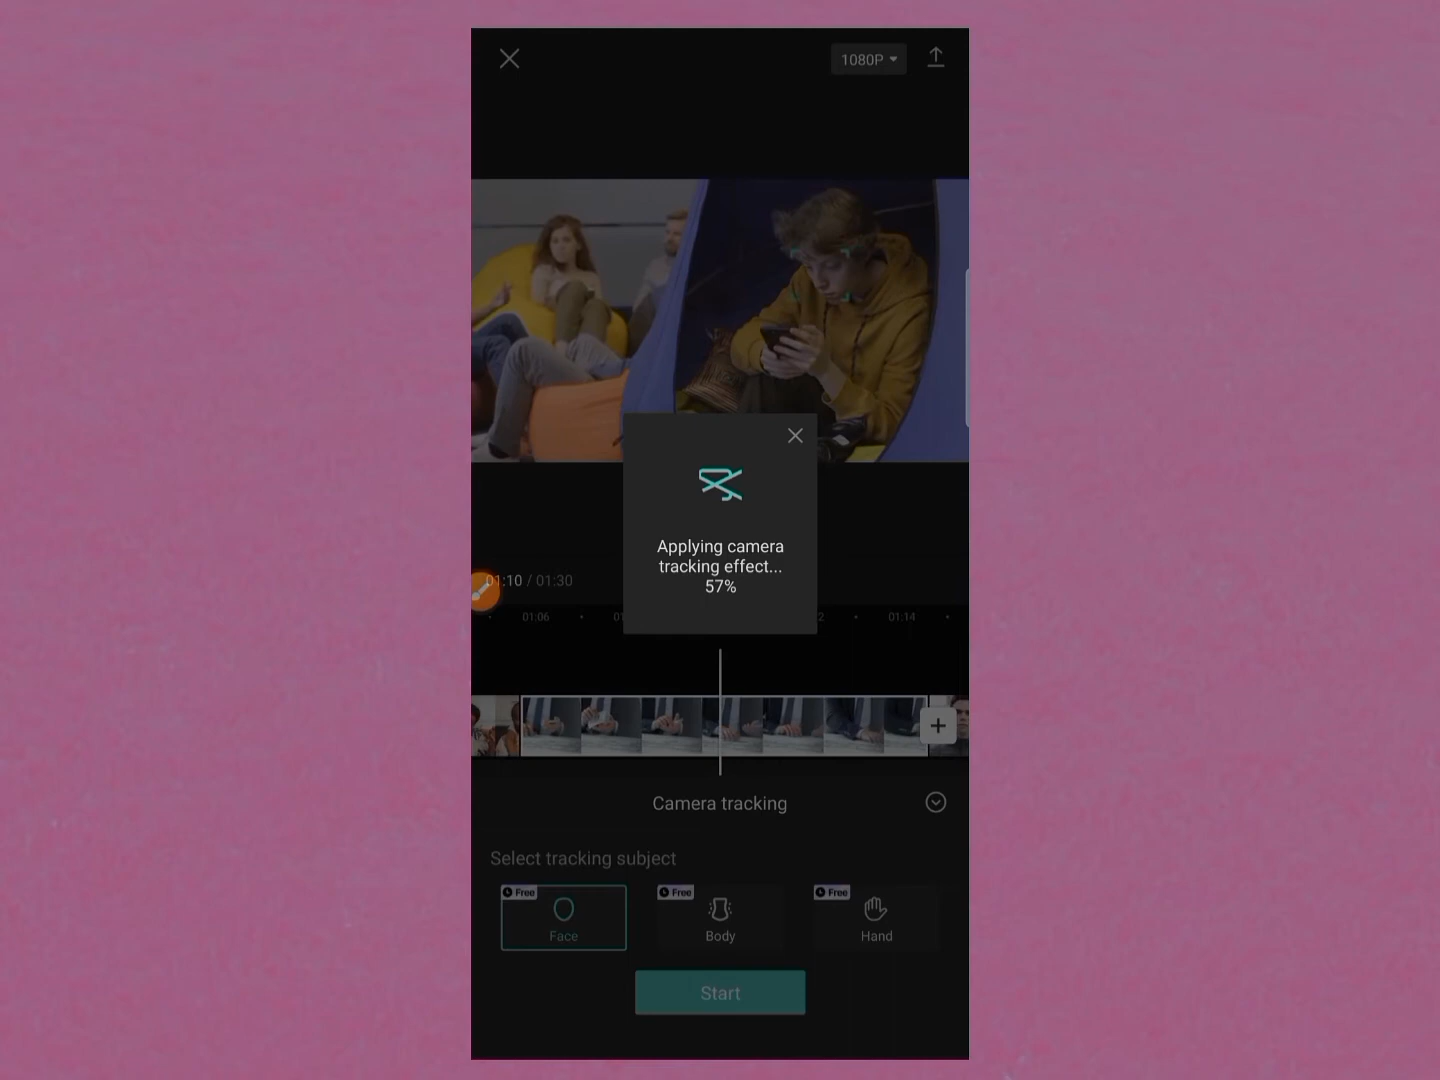 1080P
Applying camera
tracking effect...
57%
01:10 / 01:30
01:06
01:14
Camera tracking
Select tracking subject
Free
Free
Free
Face
Body
Hand
Start